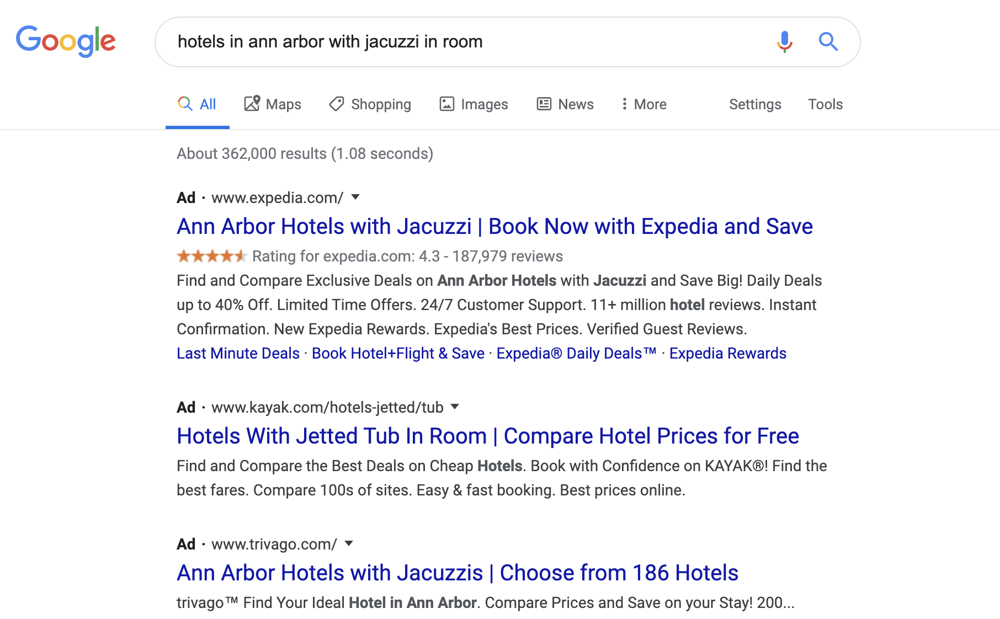 Google
hotels in ann arbor with jacuzzi in room
All Maps Shopping Images News More Settings Tools
About 362,000 results (1.08 seconds)
Ad · www.expedia.com/
Ann Arbor Hotels with Jacuzzi | Book Now with Expedia and Save
Rating for expedia.com: 4.3 - 187,979 reviews
Find and Compare Exclusive Deals on Ann Arbor Hotels with Jacuzzi and Save Big! Daily Deals
up to 40% Off. Limited Time Offers. 24/7 Customer Support. 11+ million hotel reviews. Instant
Confirmation. New Expedia Rewards. Expedia's Best Prices. Verified Guest Reviews.
Last Minute Deals · Book Hotel+Flight & Save · Expedia® Daily Deals™ · Expedia Rewards
Ad · www.kayak.com/hotels-jetted/tub
Hotels With Jetted Tub In Room | Compare Hotel Prices for Free
Find and Compare the Best Deals on Cheap Hotels. Book with Confidence on KAYAK®! Find the
best fares. Compare 100s of sites. Easy & fast booking. Best prices online.
Ad · www.trivago.com/
Ann Arbor Hotels with Jacuzzis | Choose from 186 Hotels
trivago™ Find Your Ideal Hotel in Ann Arbor. Compare Prices and Save on your Stay! 200...